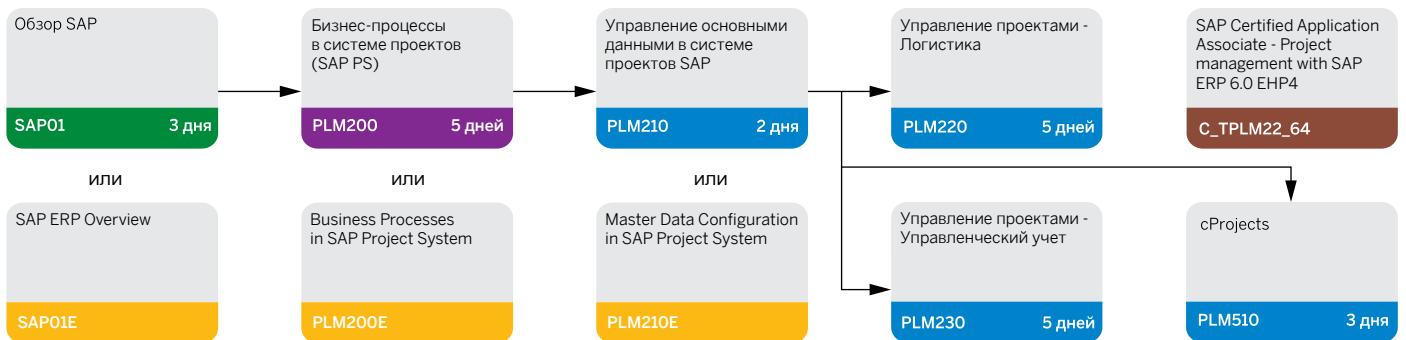 Обзор SAP
SAP01 3 дня
Бизнес-процессы
в системе проектов
(SAP PS)
PLM200 5 дней
Управление основными
данными в системе
проектов SAP
PLM210 2 дня
Управление проектами -
Логистика
PLM220 5 дней
SAP Certified Application
Associate - Project
management with SAP
ERP 6.0 EHP4
C_TPLM22_64
или
или
или
SAP ERP Overview
SAP01E
Business Processes
in SAP Project System
PLM200E
Master Data Configuration
in SAP Project System
PLM210E
Управление проектами -
Управленческий учет
PLM230 5 дней
cProjects
PLM510 3 дня